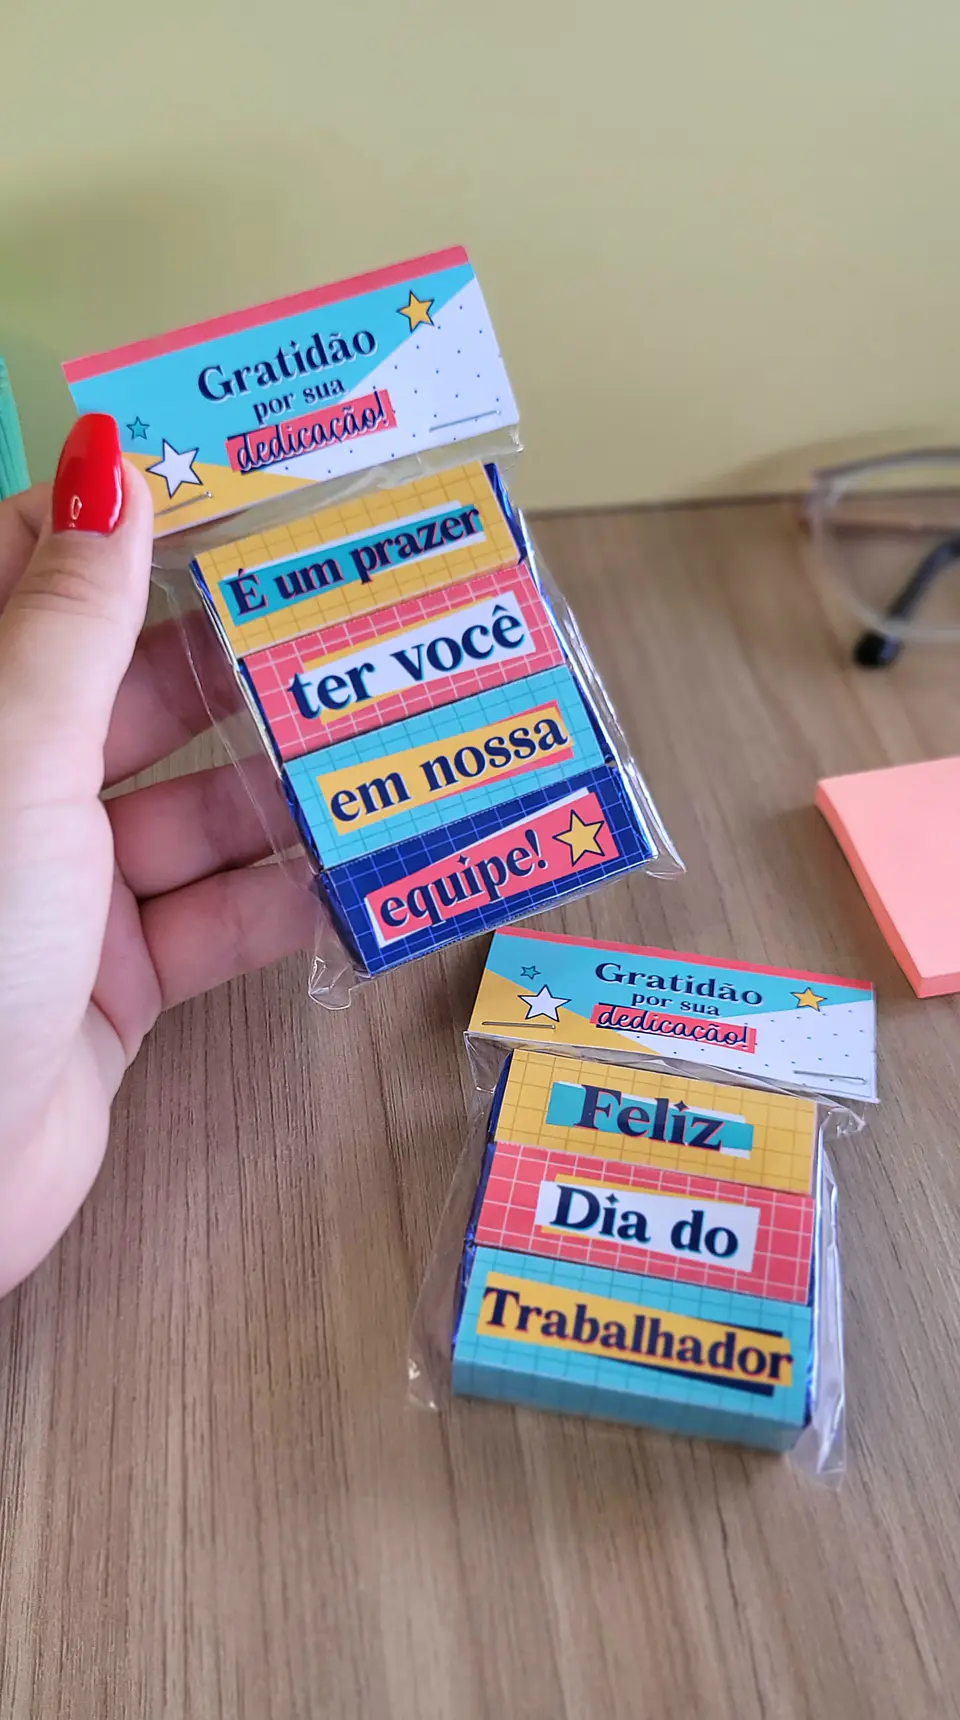 Gratidão
por sua
dedicação!
É um prazer
ter você
em nossa
equipe!
Gratidão
por sua
dedicação!
Feliz
Dia do
Trabalhador